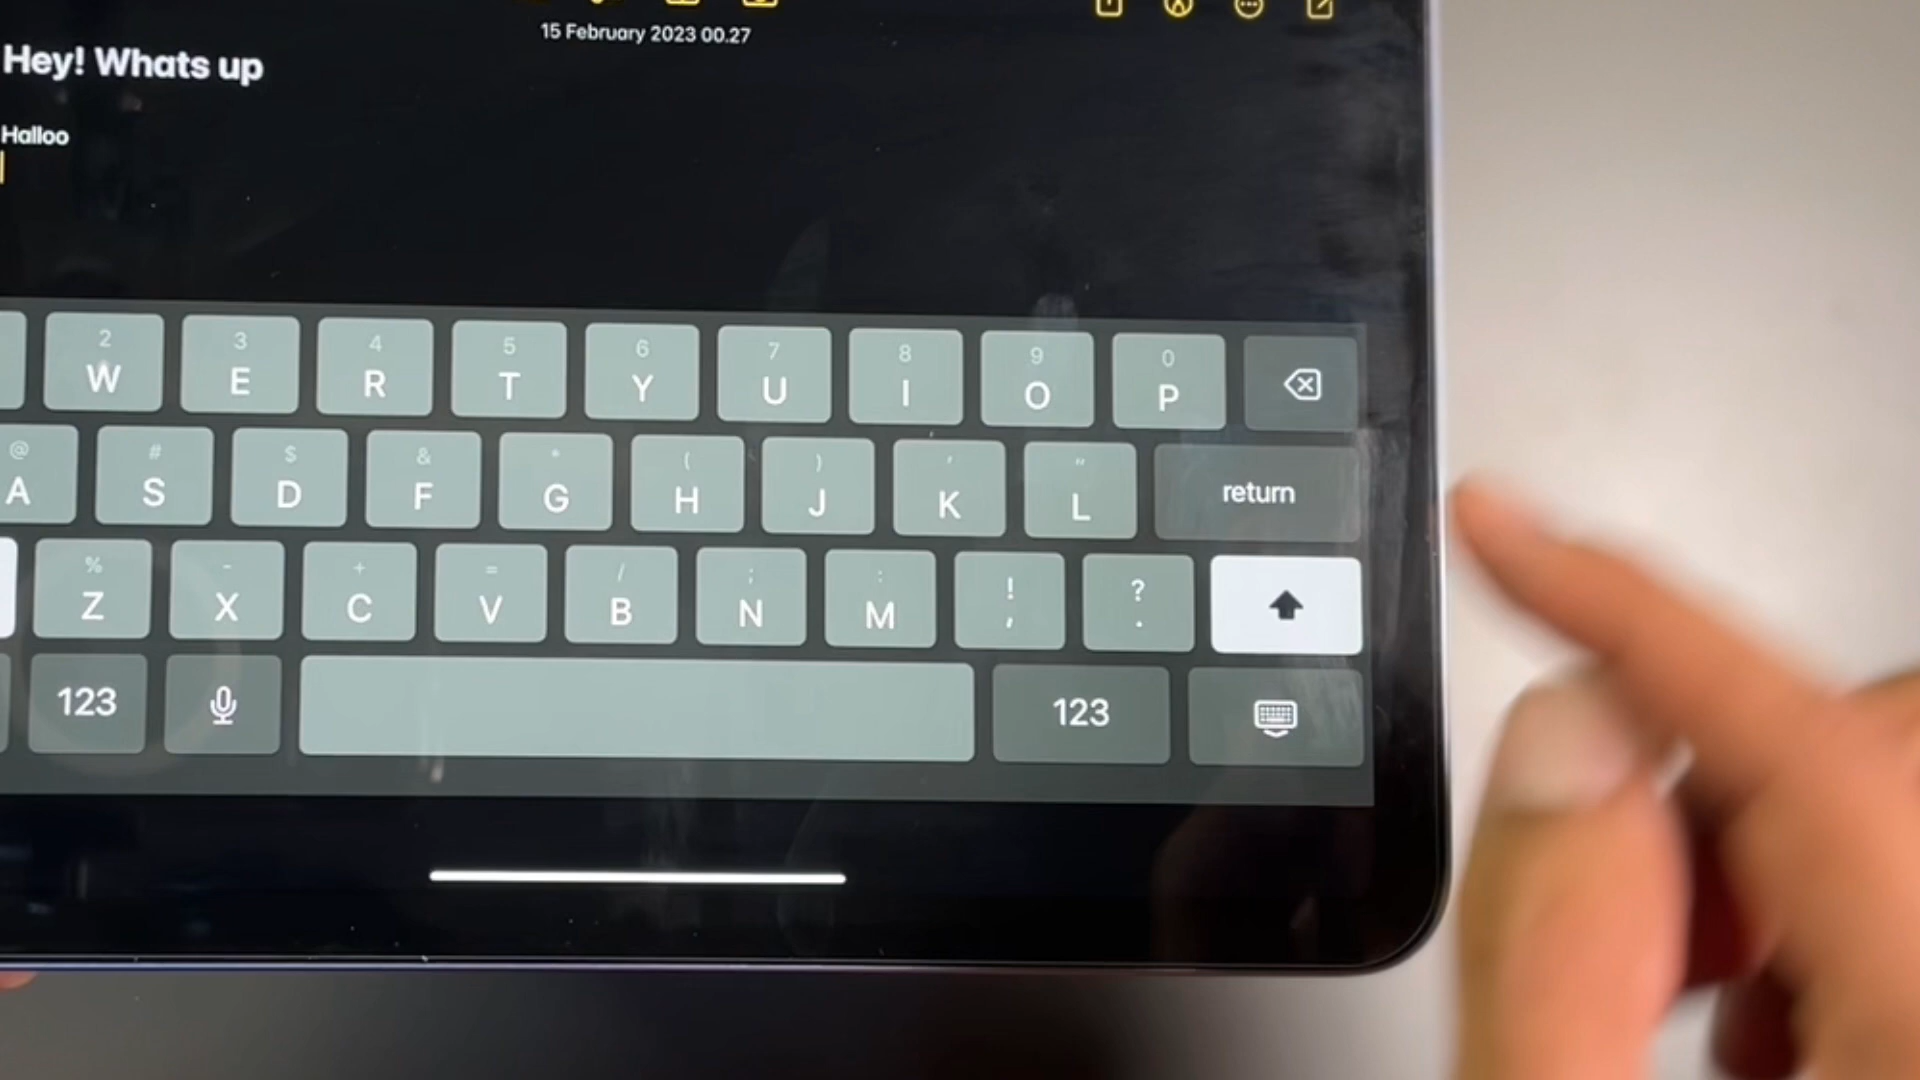 15 February 2023 00.27
Hey! Whats up
Halloo
2 3 4 5 6 7 8 9 0
W E R T Y U I O P
@ # $ & * ( ) ' "
A S D F G H J K L return
% - + = / ; : ! ?
Z X C V B N M , .
123 123